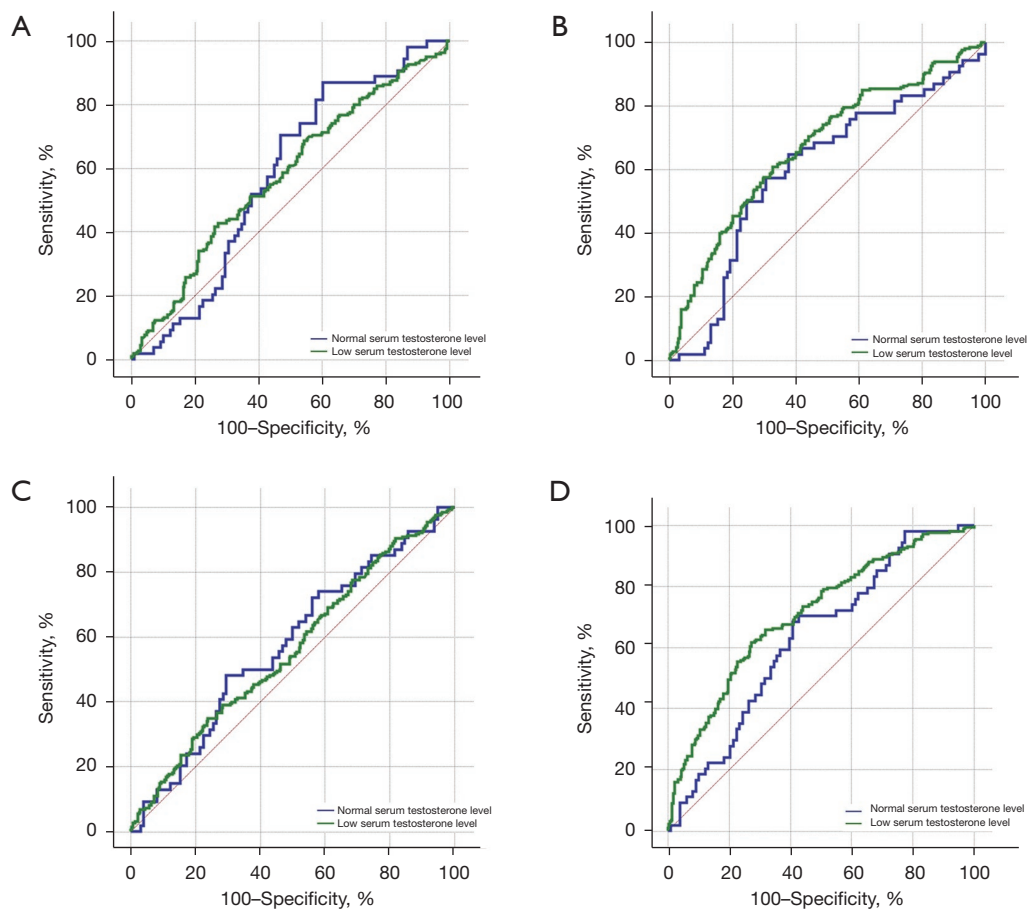 A
100
80
60
40
20
0
Sensitivity, %
Normal serum testosterone level
Low serum testosterone level
0 20 40 60 80 100
100–Specificity, %
B
100
80
60
40
20
0
Sensitivity, %
Normal serum testosterone level
Low serum testosterone level
0 20 40 60 80 100
100–Specificity, %
C
100
80
60
40
20
0
Sensitivity, %
Normal serum testosterone level
Low serum testosterone level
0 20 40 60 80 100
100–Specificity, %
D
100
80
60
40
20
0
Sensitivity, %
Normal serum testosterone level
Low serum testosterone level
0 20 40 60 80 100
100–Specificity, %